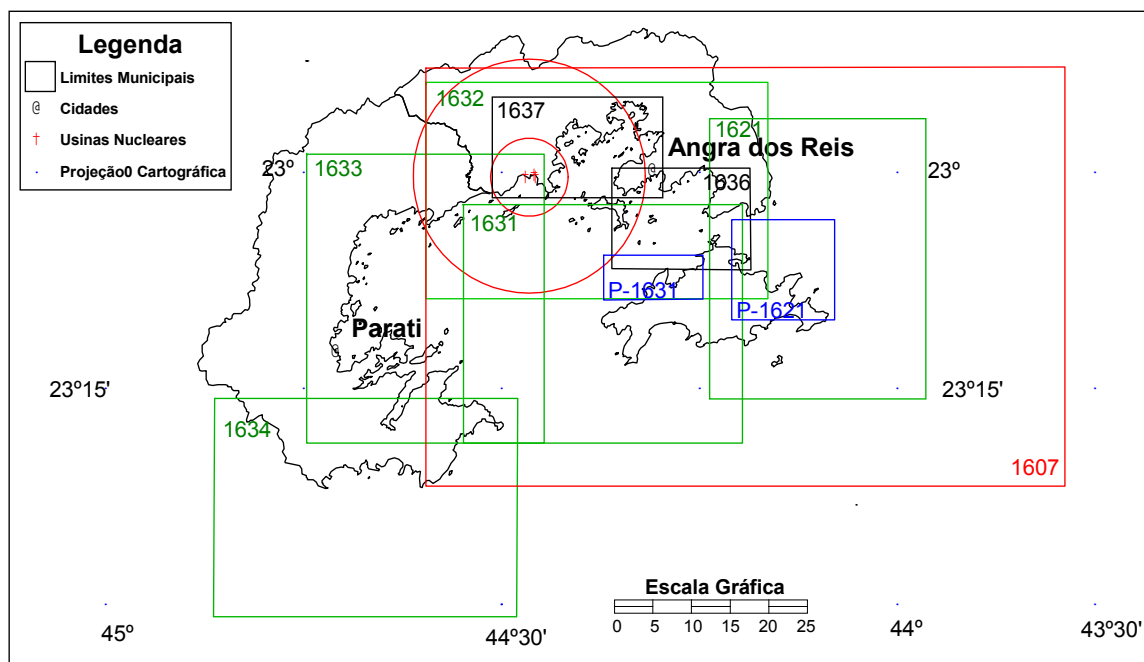 Legenda
Limites Municipais
@ Cidades
† Usinas Nucleares
Projeção0 Cartográfica
1632
1637
1621
Angra dos Reis
@
23º
1633
23º
1636
1631
P-1631
P-1621
Parati
@
23º15'
23º15'
1634
1607
Escala Gráfica
0 5 10 15 20 25
45º
44º30'
44º
43º30'